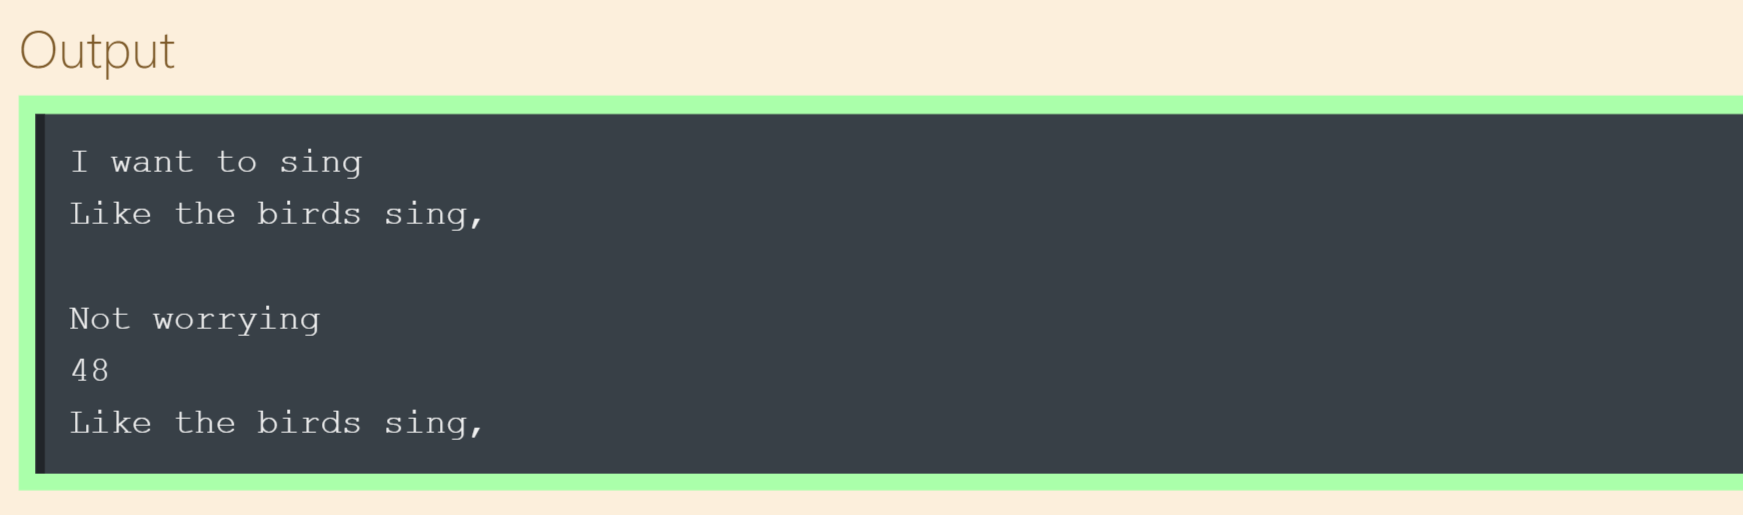 Output
I want to sing
Like the birds sing,
Not worrying
48
Like the birds sing,